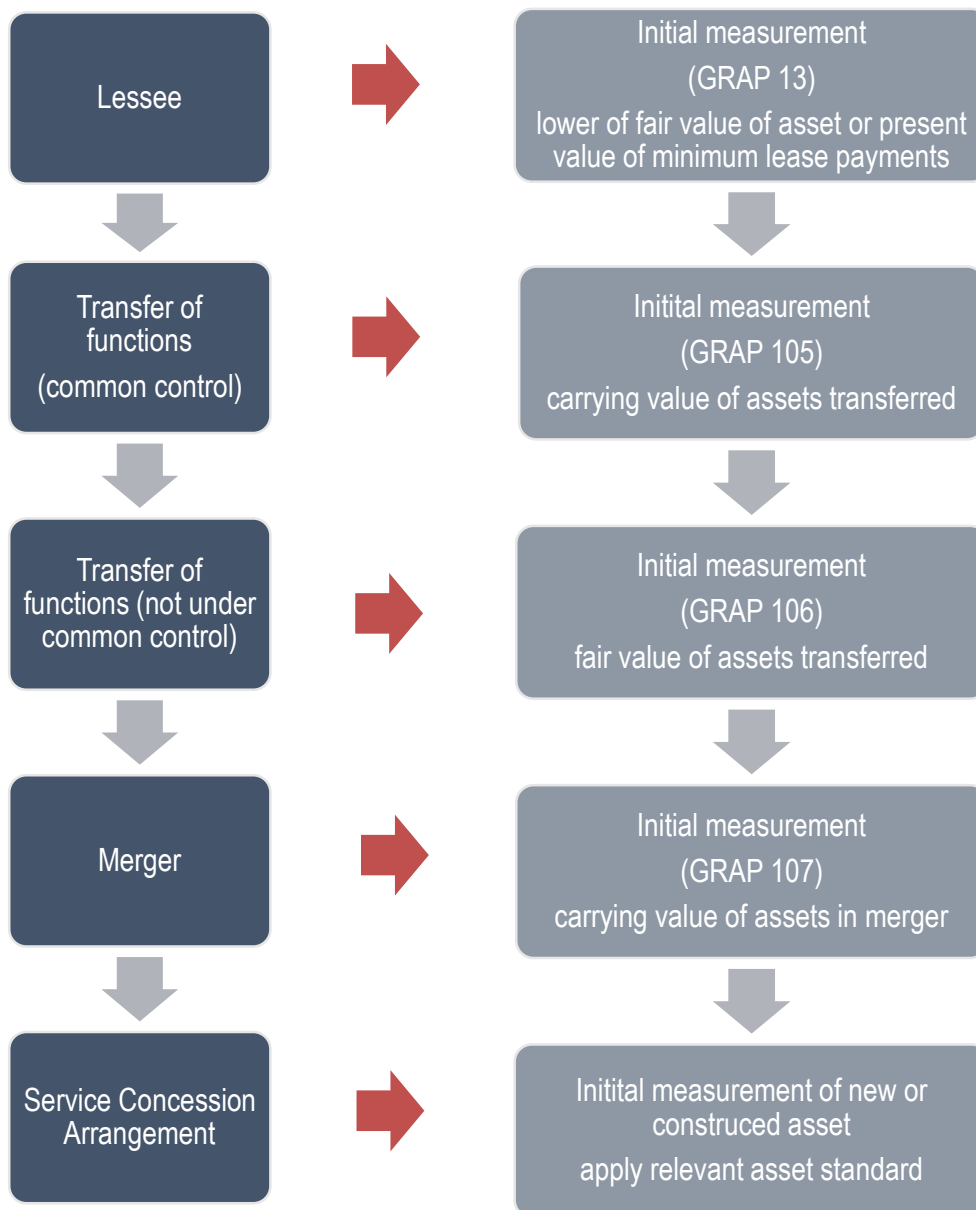 Lessee
Initial measurement
(GRAP 13)
lower of fair value of asset or present
value of minimum lease payments
Transfer of
functions
(common control)
Initital measurement
(GRAP 105)
carrying value of assets transferred
Transfer of
functions (not under
common control)
Initial measurement
(GRAP 106)
fair value of assets transferred
Merger
Initial measurement
(GRAP 107)
carrying value of assets in merger
Service Concession
Arrangement
Initital measurement of new or
construced asset
apply relevant asset standard